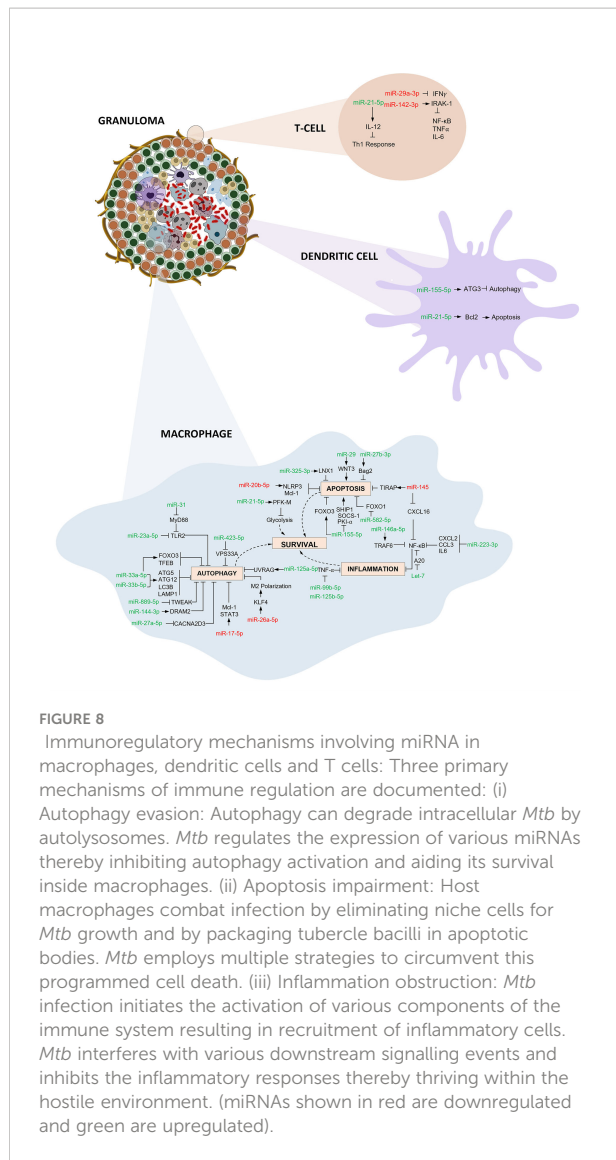 GRANULOMA
T-CELL
miR-29a-3p
IFNγ
miR-21-5p
miR-142-3p
IRAK-1
IL-12
NF-κB
TNFα
IL-6
Th1 Response
DENDRITIC CELL
miR-155-5p
ATG3
Autophagy
miR-21-5p
Bcl2
Apoptosis
MACROPHAGE
miR-29
miR-27b-3p
miR-325-3p
LNX1
WNT3
Bag2
miR-20b-5p
NLRP3
Mcl-1
APOPTOSIS
TIRAP
miR-145
miR-31
miR-21-5p
PFK-M
MyD88
Glycolysis
FOXO3
SHIP1
SOCS-1
PKI-α
FOXO1
miR-582-5p
CXCL16
miR-23a-5p
TLR2
miR-423-5p
VPS33A
miR-155-5p
miR-146a-5p
SURVIVAL
TRAF6
NF-κB
CXCL2
CCL3
IL6
miR-223-3p
FOXO3
TFEB
miR-33a-5p
miR-33b-5p
ATG5
ATG12
LC3B
LAMP1
AUTOPHAGY
UVRAG
miR-125a-5p
TNF-α
INFLAMMATION
A20
Let-7
M2 Polarization
miR-99b-5p
miR-125b-5p
miR-889-5p
TWEAK
KLF4
miR-144-3p
DRAM2
Mcl-1
STAT3
miR-26a-5p
miR-27a-5p
CACNA2D3
miR-17-5p
FIGURE 8
Immunoregulatory mechanisms involving miRNA in
macrophages, dendritic cells and T cells: Three primary
mechanisms of immune regulation are documented: (i)
Autophagy evasion: Autophagy can degrade intracellular Mtb by
autolysosomes. Mtb regulates the expression of various miRNAs
thereby inhibiting autophagy activation and aiding its survival
inside macrophages. (ii) Apoptosis impairment: Host
macrophages combat infection by eliminating niche cells for
Mtb growth and by packaging tubercle bacilli in apoptotic
bodies. Mtb employs multiple strategies to circumvent this
programmed cell death. (iii) Inflammation obstruction: Mtb
infection initiates the activation of various components of the
immune system resulting in recruitment of inflammatory cells.
Mtb interferes with various downstream signalling events and
inhibits the inflammatory responses thereby thriving within the
hostile environment. (miRNAs shown in red are downregulated
and green are upregulated).